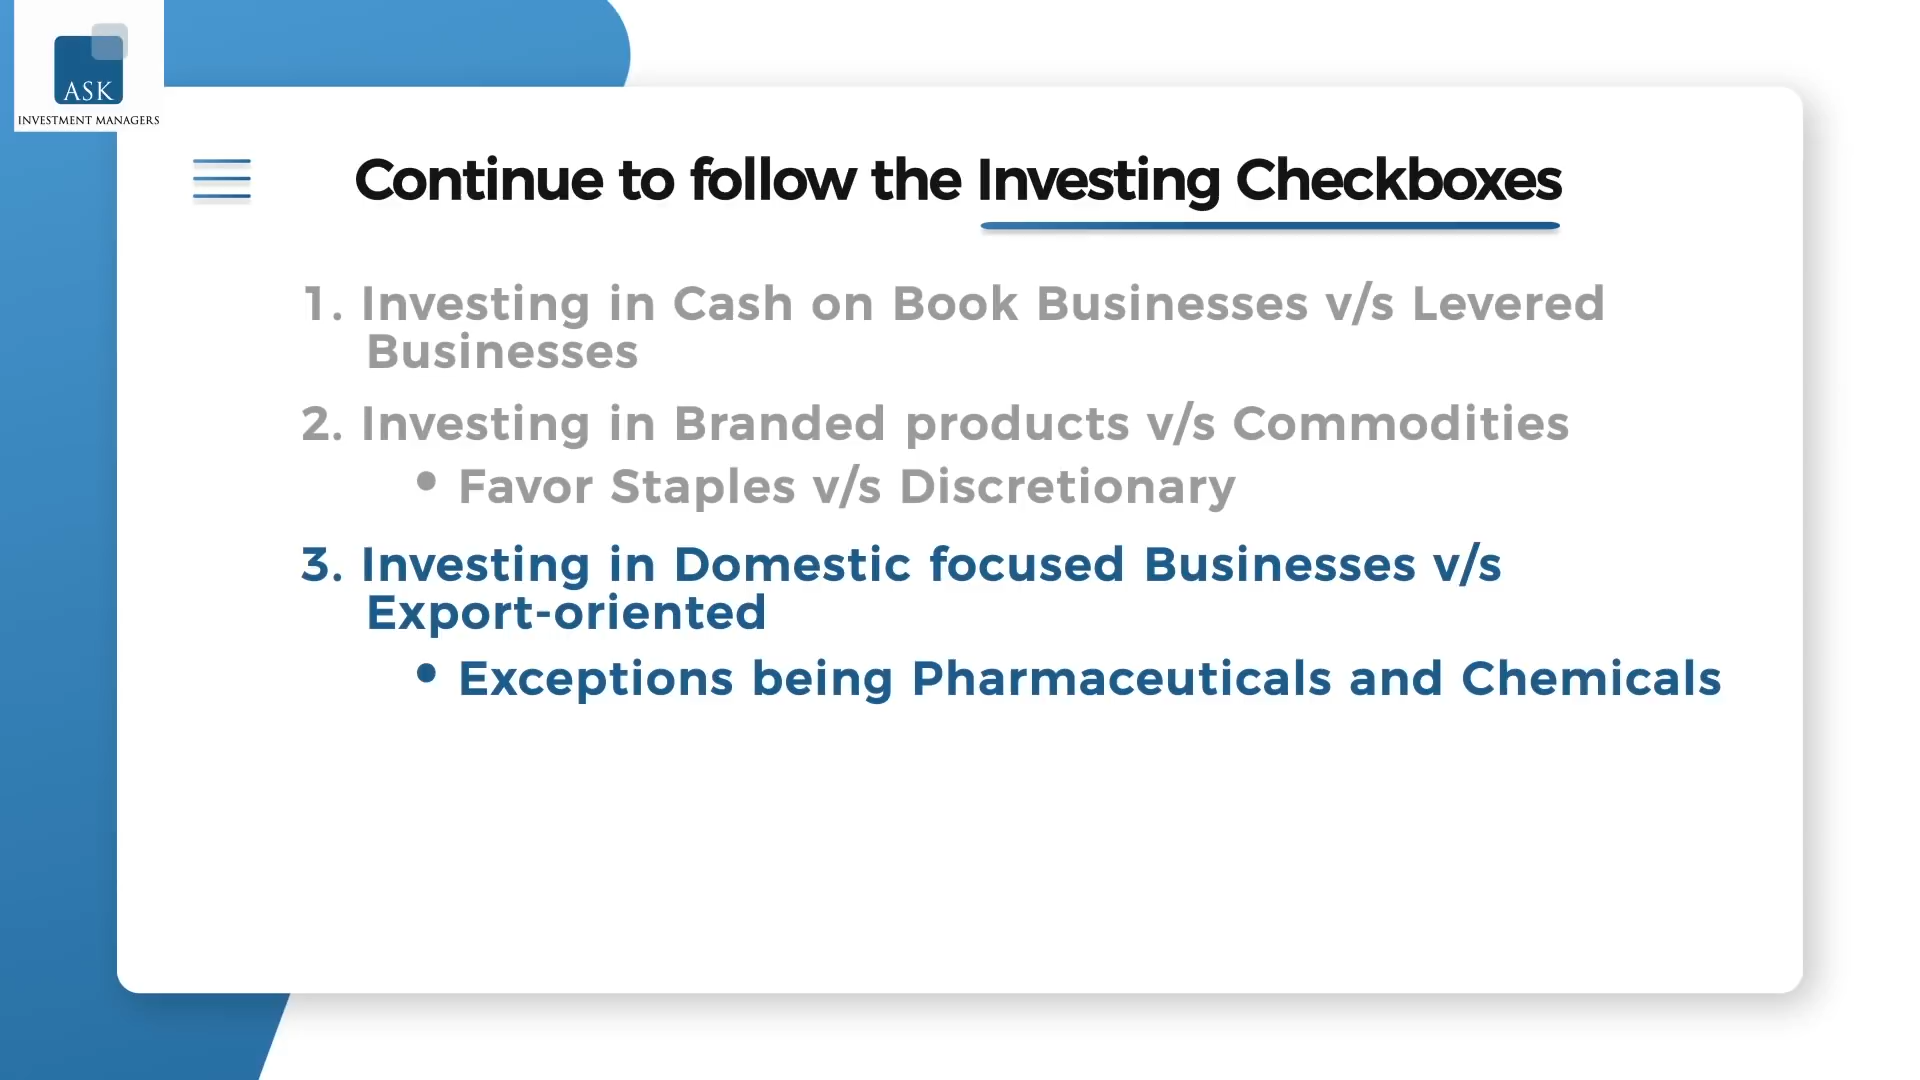 ASK
INVESTMENT MANAGERS
Continue to follow the Investing Checkboxes
1. Investing in Cash on Book Businesses v/s Levered
Businesses
2. Investing in Branded products v/s Commodities
• Favor Staples v/s Discretionary
3. Investing in Domestic focused Businesses v/s
Export-oriented
• Exceptions being Pharmaceuticals and Chemicals